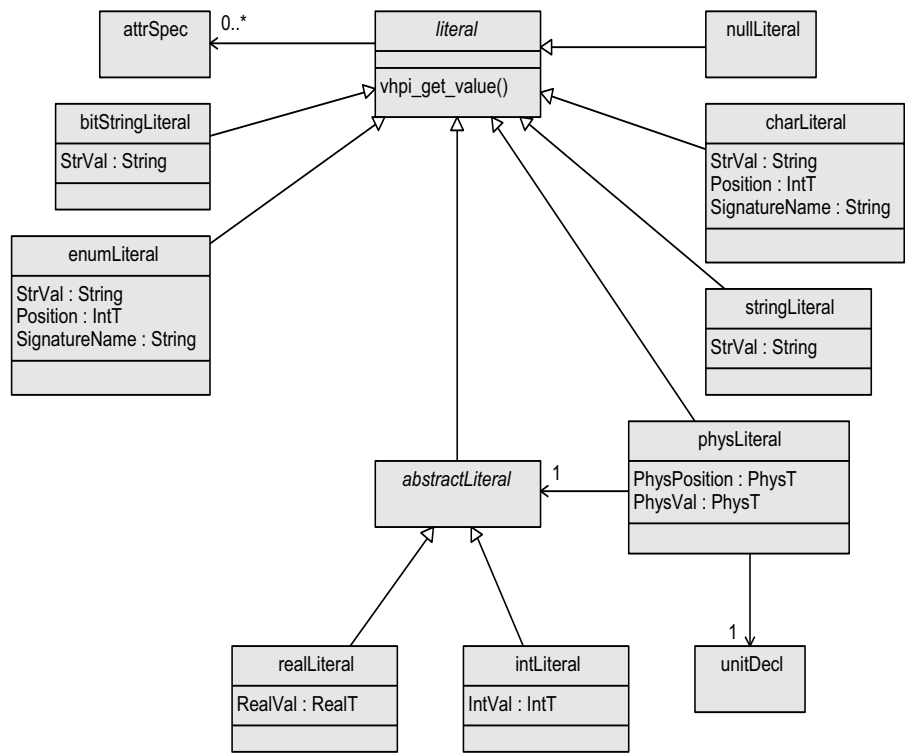 attrSpec
0..*
literal
vhpi_get_value()
nullLiteral
bitStringLiteral
StrVal : String
charLiteral
StrVal : String
Position : IntT
SignatureName : String
enumLiteral
StrVal : String
Position : IntT
SignatureName : String
stringLiteral
StrVal : String
physLiteral
PhysPosition : PhysT
PhysVal : PhysT
abstractLiteral
1
1
realLiteral
RealVal : RealT
intLiteral
IntVal : IntT
unitDecl